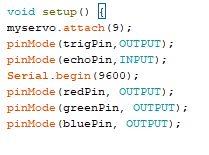 void setup() {
myservo.attach(9);
pinMode(trigPin,OUTPUT);
pinMode(echoPin,INPUT);
Serial.begin(9600);
pinMode(redPin, OUTPUT);
pinMode(greenPin, OUTPUT);
pinMode(bluePin, OUTPUT);